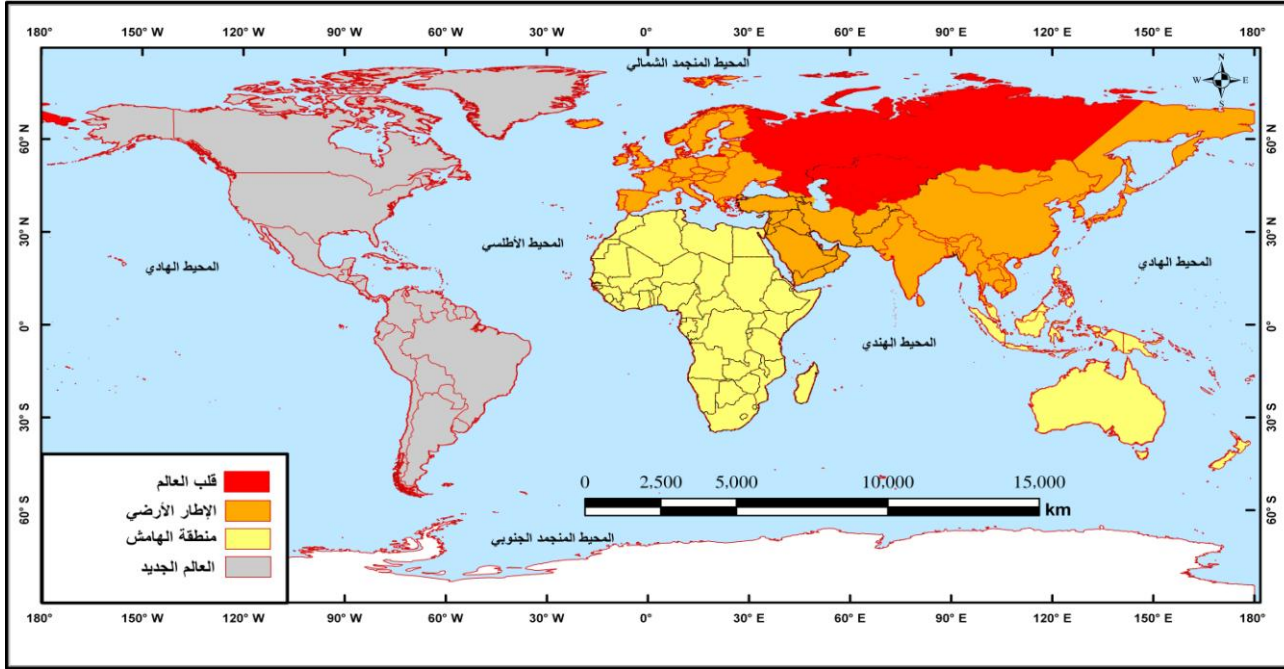 180° 150° W 120° W 90° W 60° W 30° W 0° 30° E 60° E 90° E 120° E 150° E 180°
المحيط المنجمد الشمالي
N
W E
S
60° N 60° N
30° N 30° N
المحيط الأطلسي
المحيط الهادي
المحيط الهادي
0° 0°
المحيط الهندي
30° S 30° S
قلب العالم
الإطار الأرضي
منطقة الهامش
العالم الجديد
0 2,500 5,000 10,000 15,000
km
60° S 60° S
المحيط المنجمد الجنوبي
180° 150° W 120° W 90° W 60° W 30° W 0° 30° E 60° E 90° E 120° E 150° E 180°